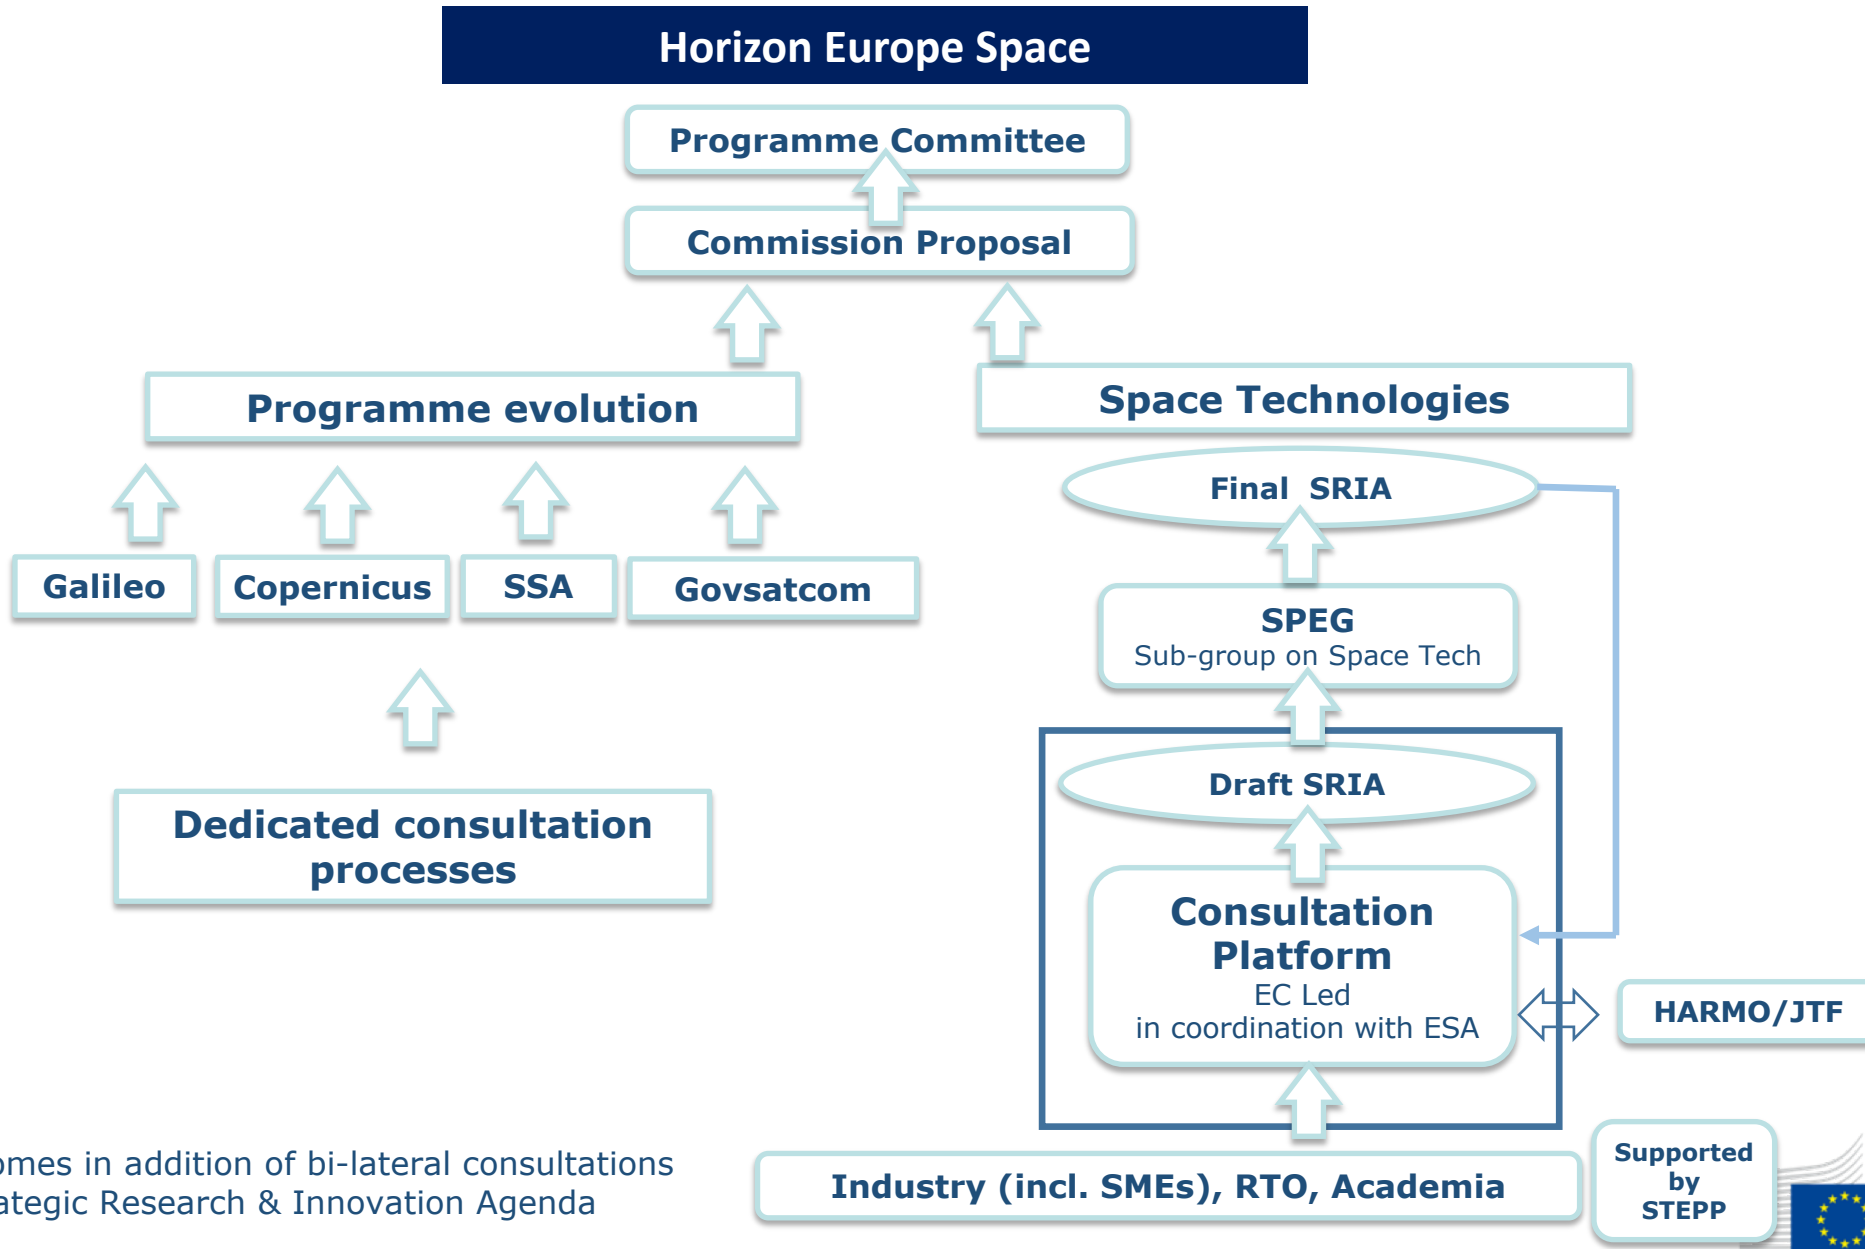 Horizon Europe Space
Programme Committee
Commission Proposal
Programme evolution
Space Technologies
Final SRIA
Galileo
Copernicus
SSA
Govsatcom
SPEG
Sub-group on Space Tech
Dedicated consultation
processes
Draft SRIA
Consultation
Platform
EC Led
in coordination with ESA
HARMO/JTF
in addition of bi-lateral consultations
Research & Innovation Agenda
Industry (incl. SMEs), RTO, Academia
Supported
by
STEPP